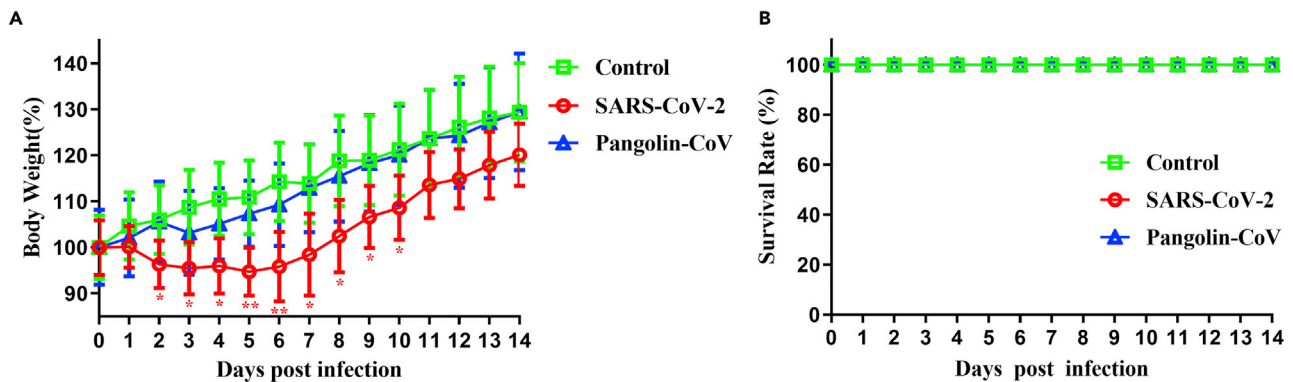 A
Body Weight(%)
140
130
120
110
100
90
0 1 2 3 4 5 6 7 8 9 10 11 12 13 14
Days post infection
* * * ** ** * * * *
Control
SARS-CoV-2
Pangolin-CoV
B
Survival Rate (%)
100
80
60
40
20
0
0 1 2 3 4 5 6 7 8 9 10 11 12 13 14
Days post infection
Control
SARS-CoV-2
Pangolin-CoV